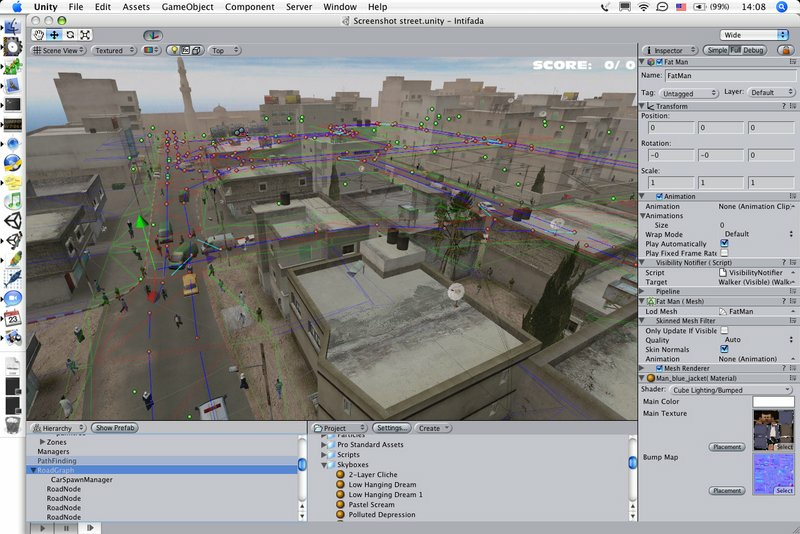 Unity File Edit Assets GameObject Component Server Window Help (99%) 14:08
Screenshot street.unity - Intifada
Wide
Scene View Textured Top
Inspector Simple Full Debug
SCORE: 0/ 0
Fat Man
Name: FatMan
Tag: Untagged Layer: Default
Transform
Position:
0 0 0
Rotation:
-0 -0 0
Scale:
1 1 1
Animation
Animation None (Animation Clip
Animations
Size 0
Wrap Mode Default
Play Automatically
Play Fixed Frame Rate
Visibility Notifier ( Script)
Script VisibilityNotifier
Target Walker (Visible) (Walk
Pipeline
Fat Man ( Mesh)
Lod Mesh FatMan
Skinned Mesh Filter
Only Update If Visible
Quality Auto
Skin Normals
Animation None (Animation)
Mesh Renderer
Man_blue_jacket( Material)
Shader: Cube Lighting/Bumped
Main Color
Main Texture
Placement Select
Bump Map
Placement Select
Hierarchy Show Prefab
Zones
Managers
PathFinding
RoadGraph
CarSpawnManager
RoadNode
RoadNode
RoadNode
RoadNode
Project Settings... Create
Particles
Pro Standard Assets
Scripts
Skyboxes
2-Layer Cliche
Low Hanging Dream
Low Hanging Dream 1
Pastel Scream
Polluted Depression
23